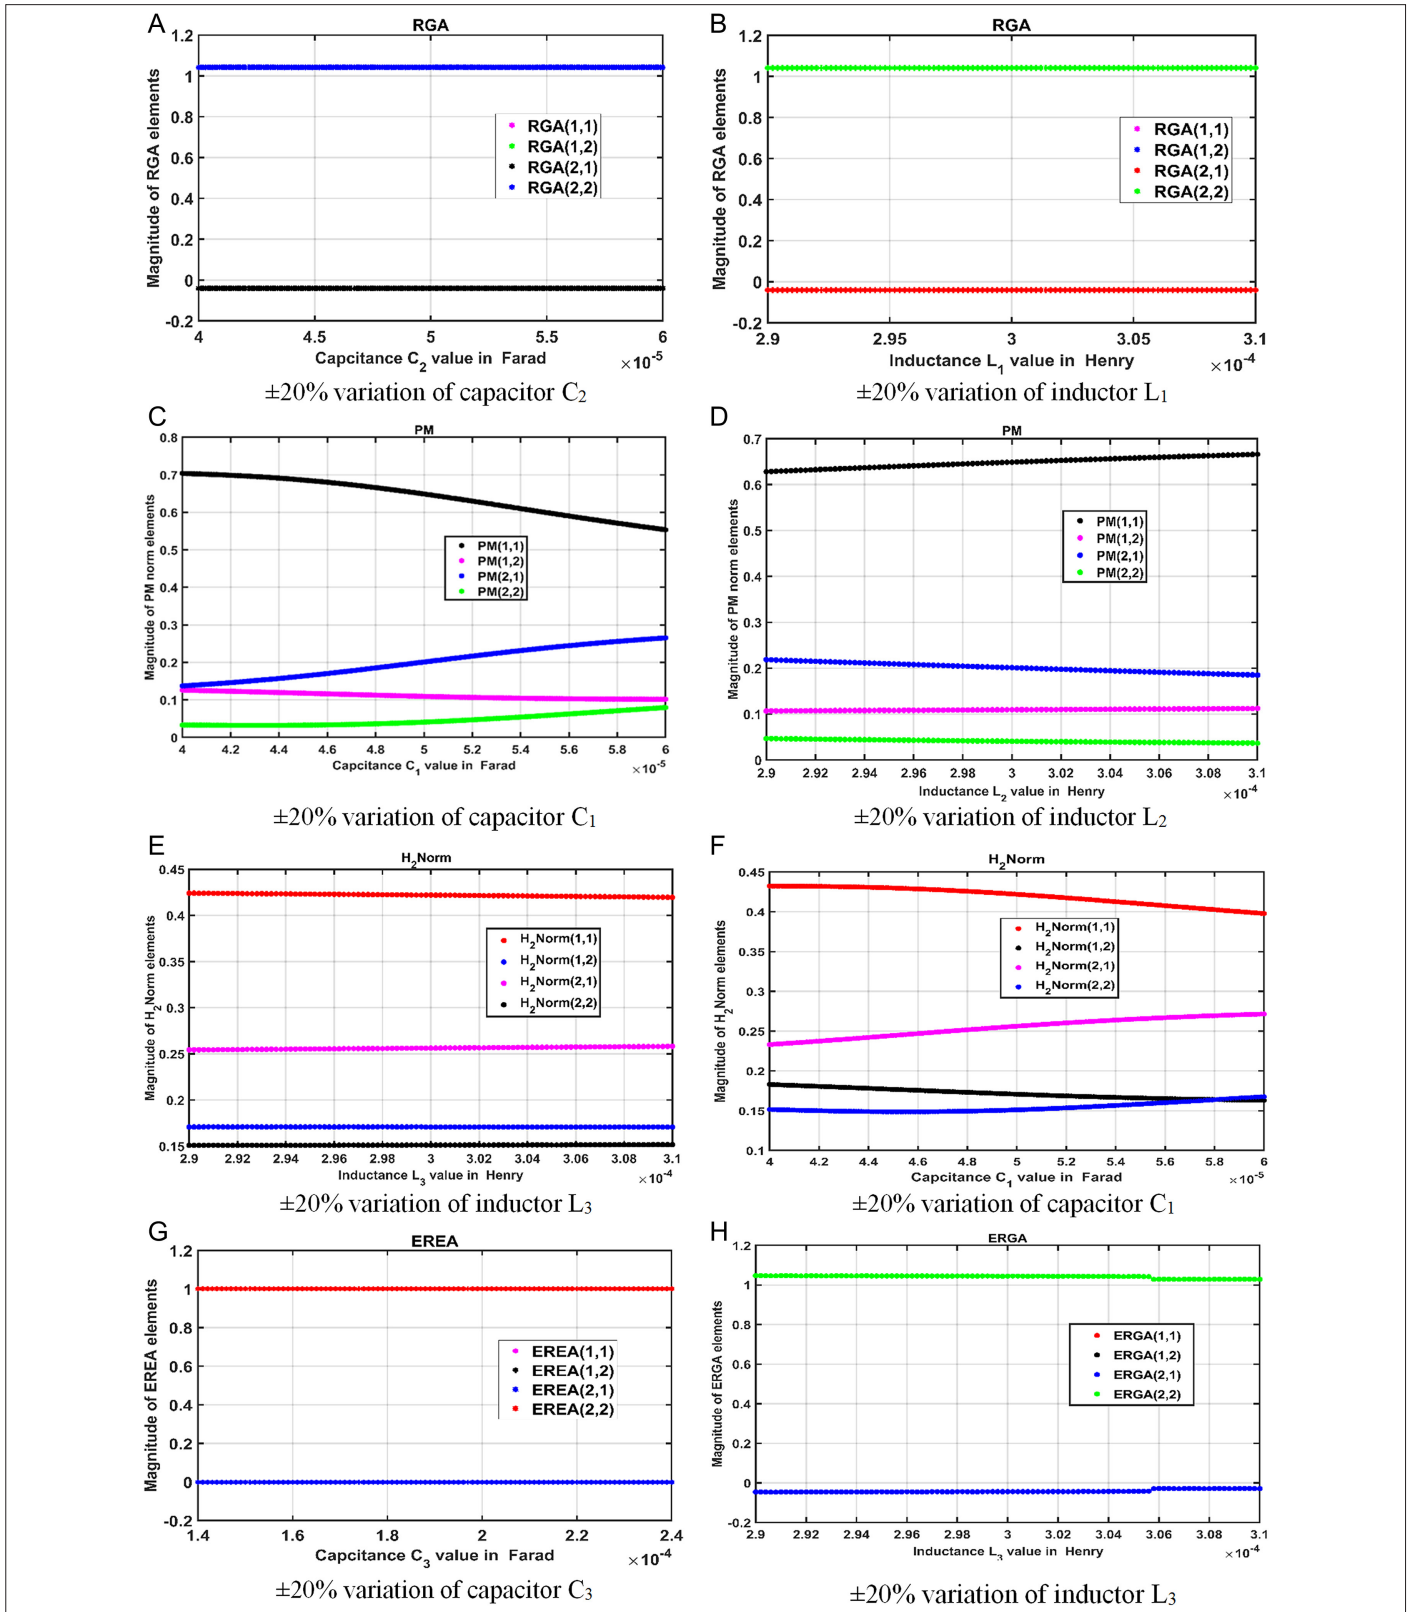 A
RGA
1.2
1
0.8
0.6
0.4
0.2
0
-0.2
Magnitude of RGA elements
RGA(1,1)
RGA(1,2)
RGA(2,1)
RGA(2,2)
4 4.5 5 5.5 6
Capcitance C2 value in Farad
×10-5
±20% variation of capacitor C2
B
RGA
1.2
1
0.8
0.6
0.4
0.2
0
-0.2
Magnitude of RGA elements
RGA(1,1)
RGA(1,2)
RGA(2,1)
RGA(2,2)
2.9 2.95 3 3.05 3.1
Inductance L1 value in Henry
×10-4
±20% variation of inductor L1
C
PM
0.8
0.7
0.6
0.5
0.4
0.3
0.2
0.1
0
Magnitude of PM norm elements
PM(1,1)
PM(1,2)
PM(2,1)
PM(2,2)
4 4.2 4.4 4.6 4.8 5 5.2 5.4 5.6 5.8 6
Capcitance C1 value in Farad
×10-5
±20% variation of capacitor C1
D
PM
0.7
0.6
0.5
0.4
0.3
0.2
0.1
0
Magnitude of PM norm elements
PM(1,1)
PM(1,2)
PM(2,1)
PM(2,2)
2.9 2.92 2.94 2.96 2.98 3 3.02 3.04 3.06 3.08 3.1
Inductance L2 value in Henry
×10-4
±20% variation of inductor L2
E
H2Norm
0.45
0.4
0.35
0.3
0.25
0.2
0.15
Magnitude of H2Norm elements
H2Norm(1,1)
H2Norm(1,2)
H2Norm(2,1)
H2Norm(2,2)
2.9 2.92 2.94 2.96 2.98 3 3.02 3.04 3.06 3.08 3.1
Inductance L3 value in Henry
×10-4
±20% variation of inductor L3
F
H2Norm
0.45
0.4
0.35
0.3
0.25
0.2
0.15
0.1
Magnitude of H2Norm elements
H2Norm(1,1)
H2Norm(1,2)
H2Norm(2,1)
H2Norm(2,2)
4 4.2 4.4 4.6 4.8 5 5.2 5.4 5.6 5.8 6
Capcitance C1 value in Farad
×10-5
±20% variation of capacitor C1
G
EREA
1.2
1
0.8
0.6
0.4
0.2
0
-0.2
Magnitude of EREA elements
EREA(1,1)
EREA(1,2)
EREA(2,1)
EREA(2,2)
1.4 1.6 1.8 2 2.2 2.4
Capcitance C3 value in Farad
×10-4
±20% variation of capacitor C3
H
ERGA
1.2
1
0.8
0.6
0.4
0.2
0
-0.2
Magnitude of ERGA elements
ERGA(1,1)
ERGA(1,2)
ERGA(2,1)
ERGA(2,2)
2.9 2.92 2.94 2.96 2.98 3 3.02 3.04 3.06 3.08 3.1
Inductance L3 value in Henry
×10-4
±20% variation of inductor L3